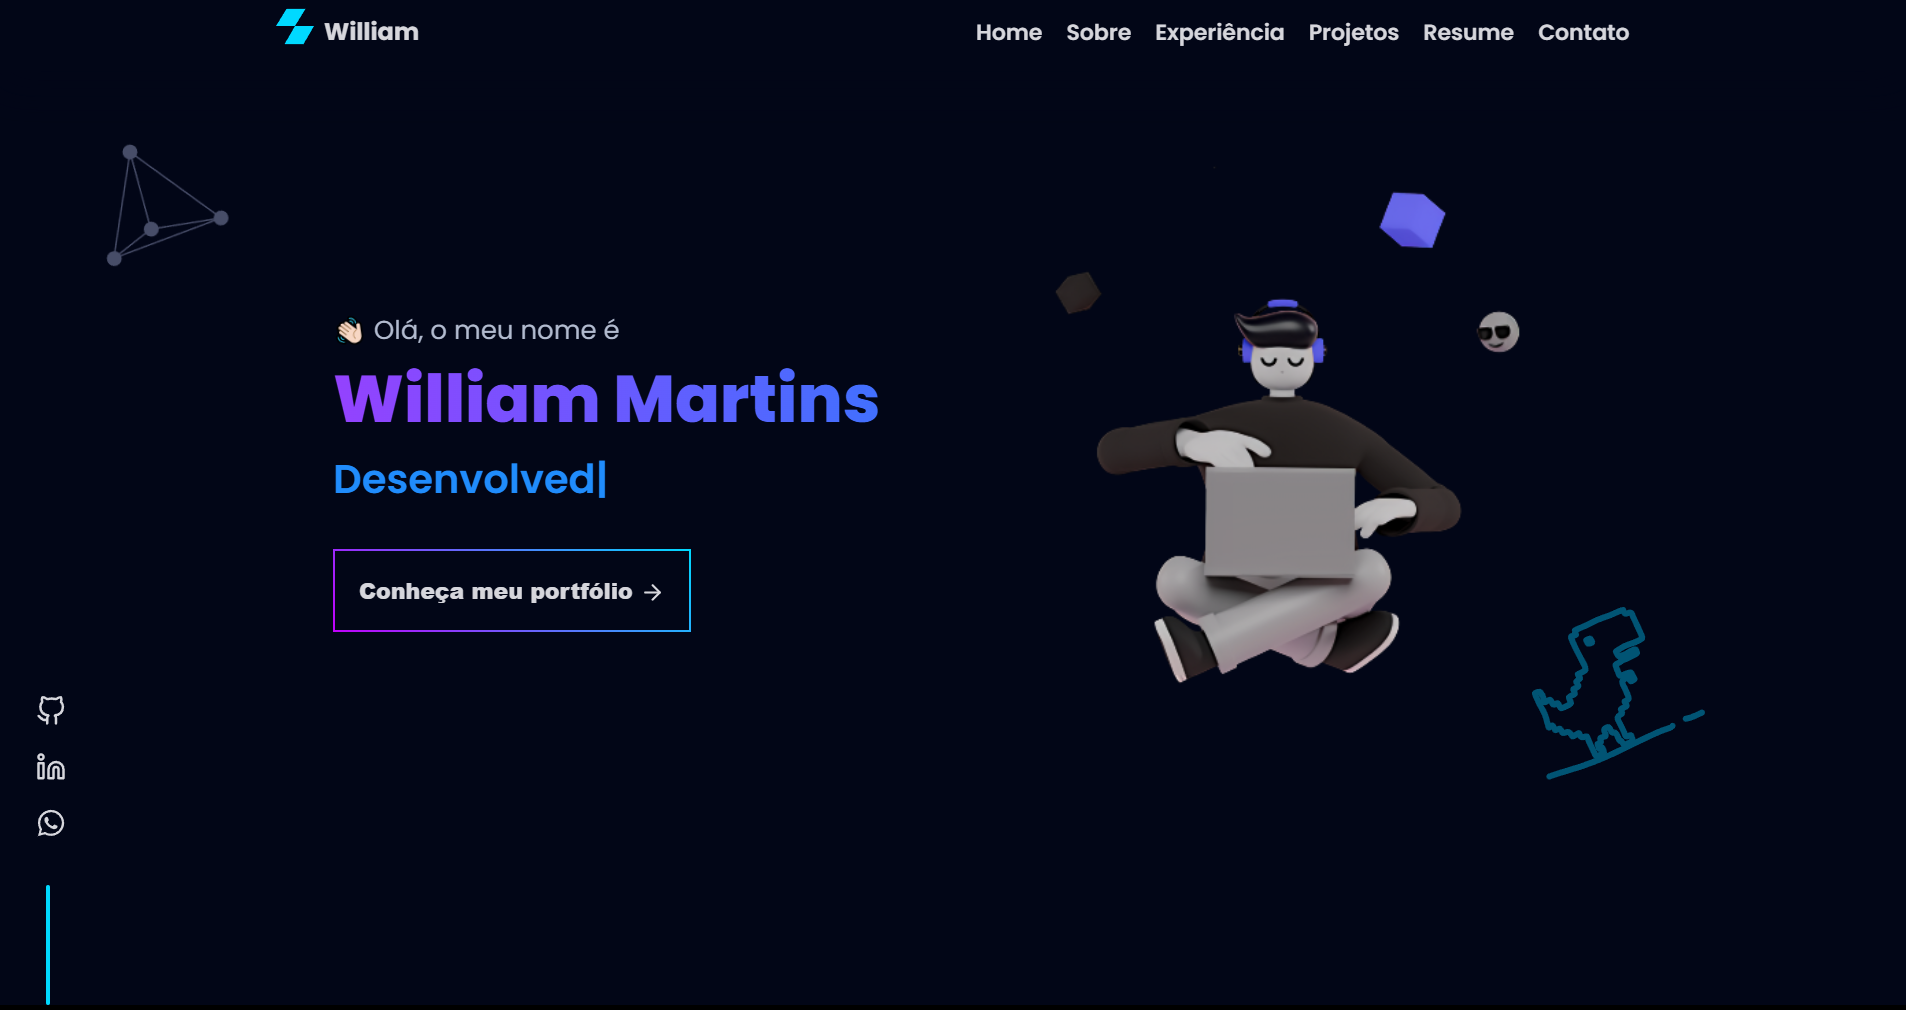 William
Home Sobre Experiência Projetos Resume Contato
👋🏻 Olá, o meu nome é
William Martins
Desenvolved|
Conheça meu portfólio →